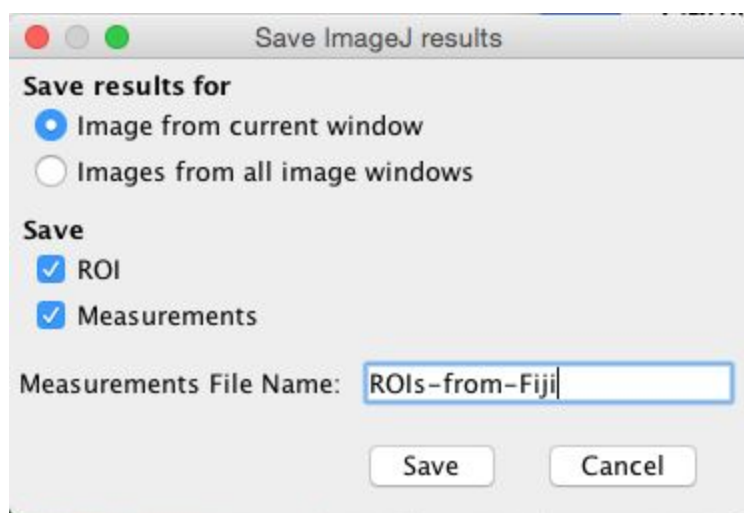 Save ImageJ results
Save results for
Image from current window
Images from all image windows
Save
ROI
Measurements
Measurements File Name: ROIs-from-Fiji
Save Cancel